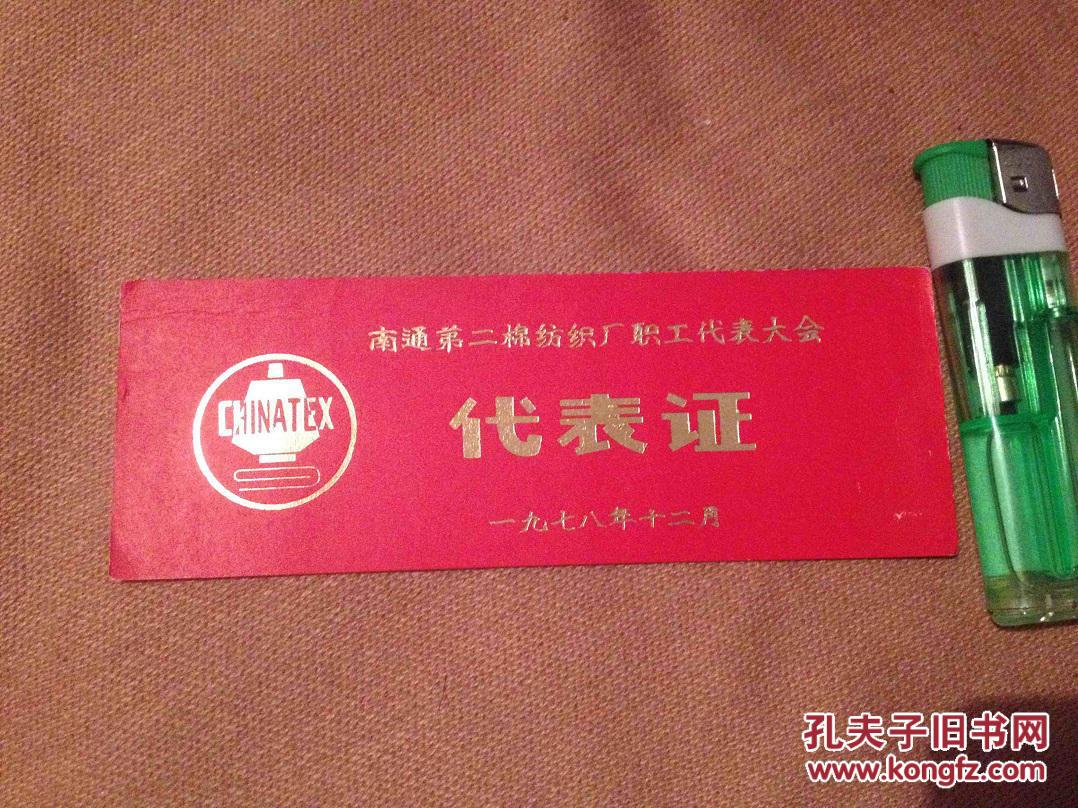 南通第二棉纺织厂职工代表大会
CHINATEX
代表证
一九七八年十二月
孔夫子旧书网
www.kongfz.com